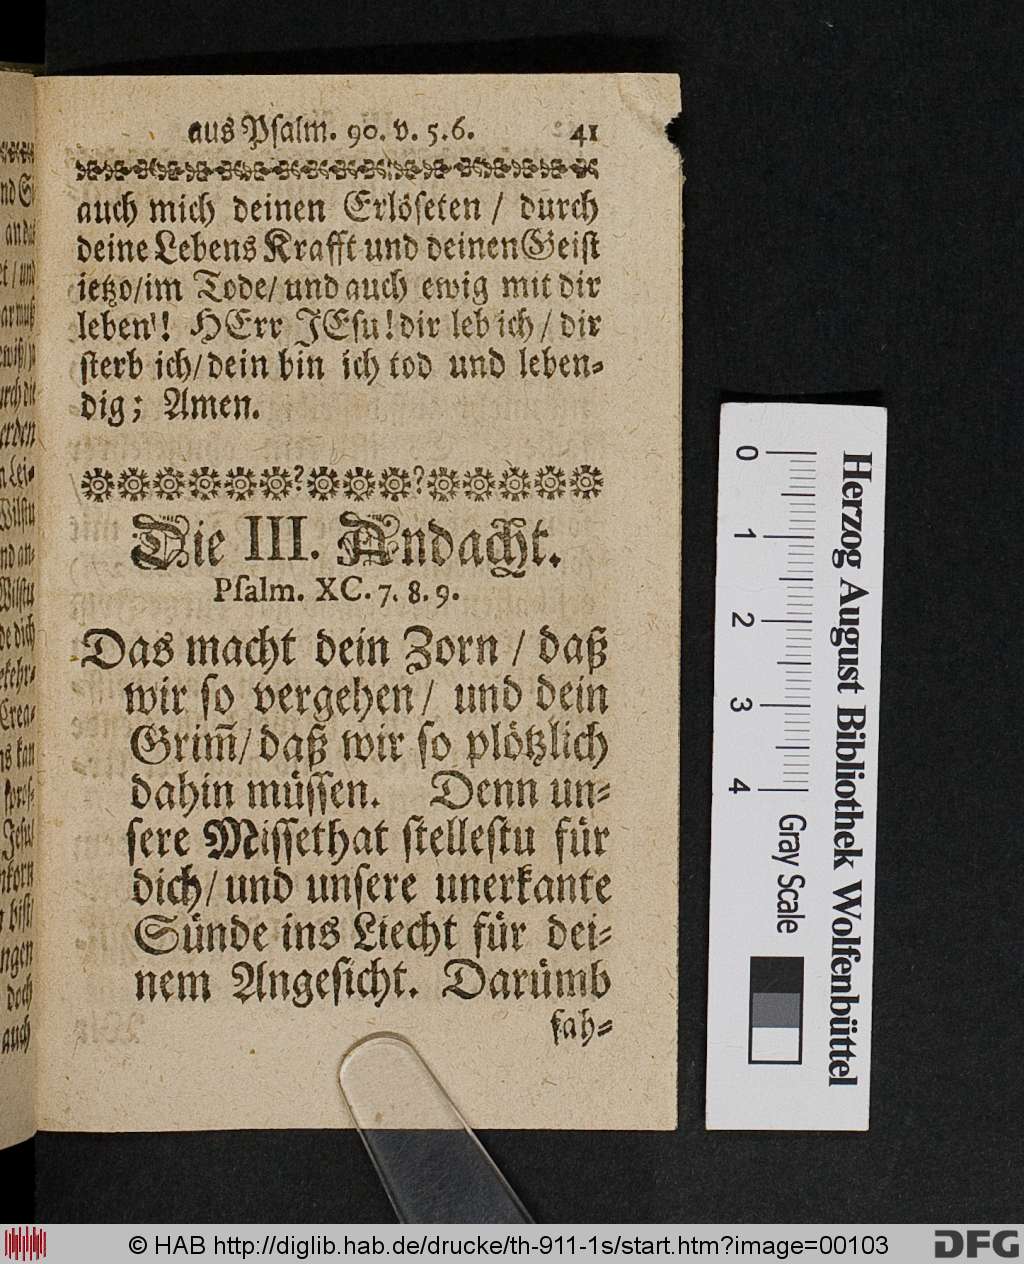 aus Psalm. 90. v. 5. 6. 41
auch mich deinen Erlöseten / durch
deine Lebens Krafft und deinen Geist
ietzo/im Tode/ und auch ewig mit dir
leben! HErr JEsu! dir leb ich / dir
sterb ich/ dein bin ich tod und leben-
dig; Amen.
Die III. Andacht.
Psalm. XC. 7. 8. 9.
Das macht dein Zorn / daß
wir so vergehen/ und dein
Grim̃/ daß wir so plötzlich
dahin müssen. Denn un-
sere Missethat stellestu für
dich/ und unsere unerkante
Sünde ins Liecht für dei-
nem Angesicht. Darümb
fah-
0 1 2 3 4
Gray Scale
Herzog August Bibliothek Wolfenbüttel
© HAB http://diglib.hab.de/drucke/th-911-1s/start.htm?image=00103
DFG